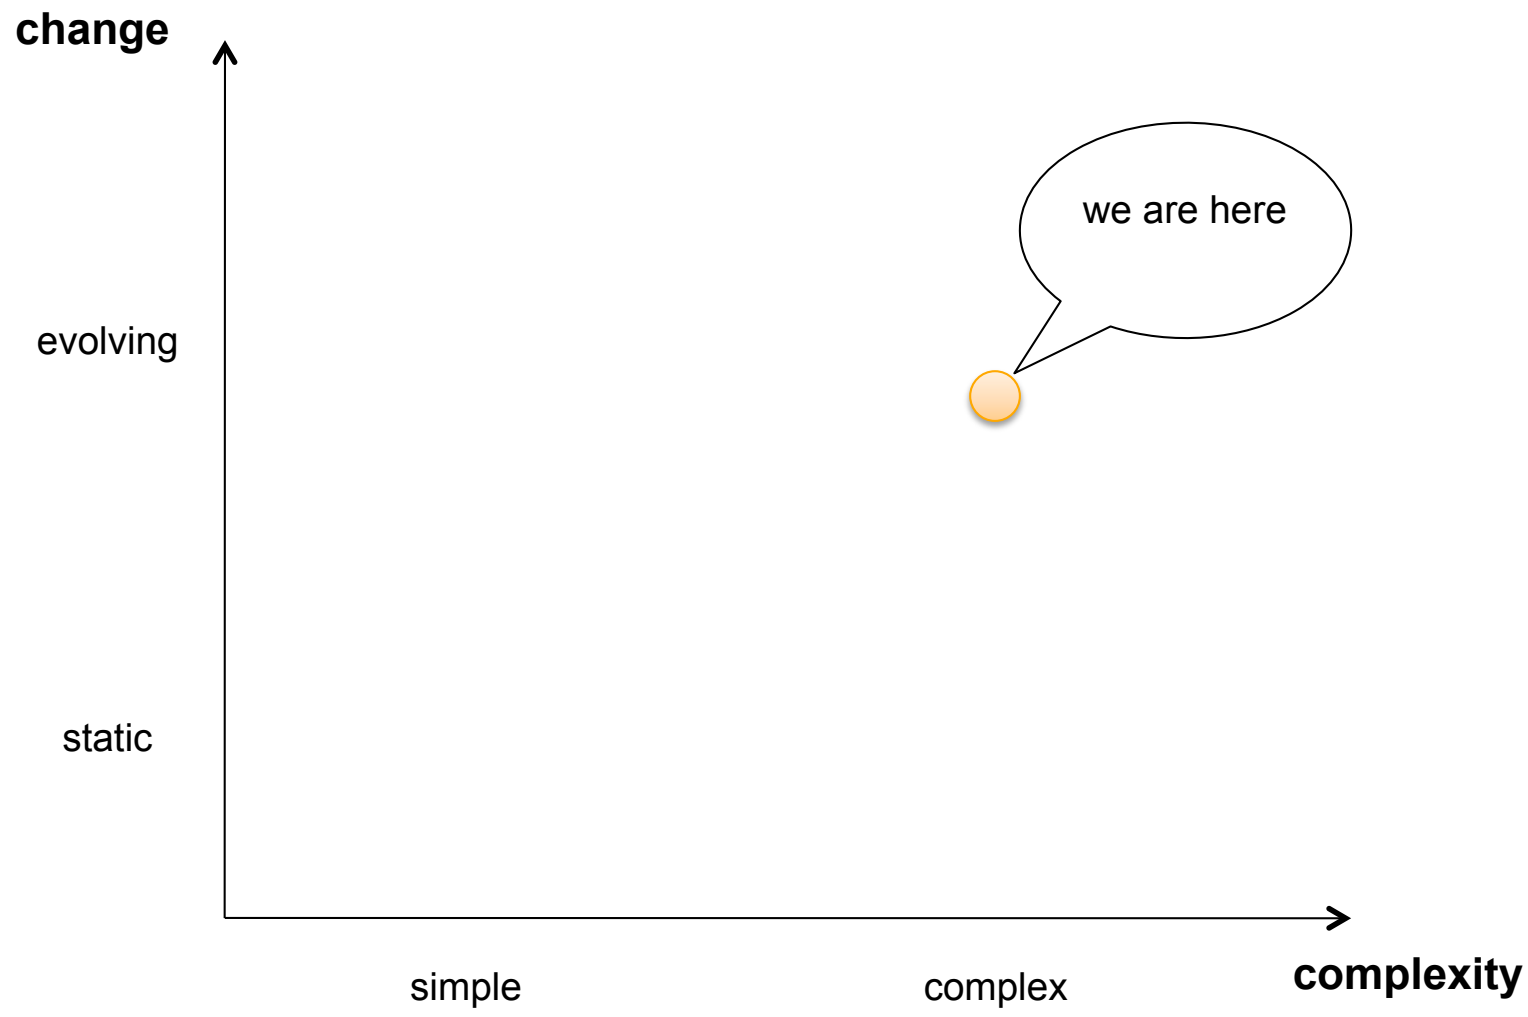 change
we are here
evolving
static
simple
complex
complexity